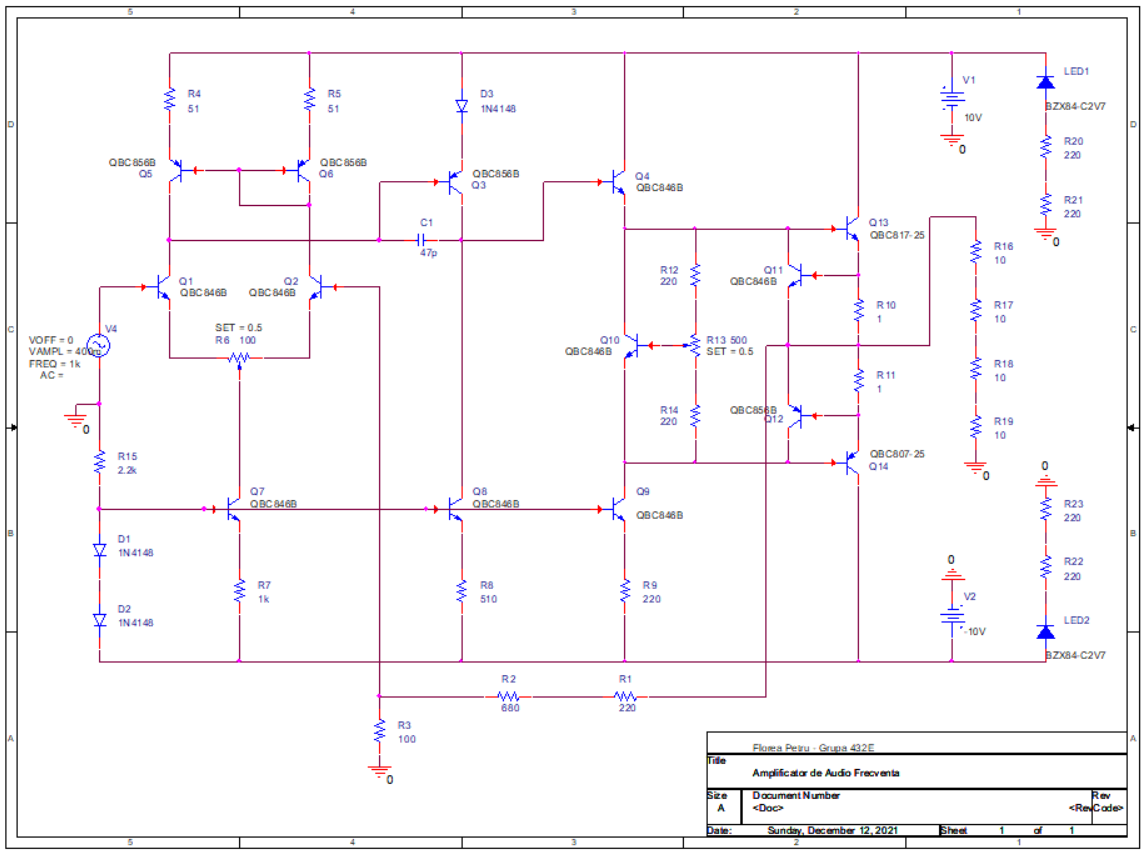 5 4 3 2 1
R4
51
R5
51
D3
1N4148
V1
10V
0
LED1
BZX84-C2V7
R20
220
R21
220
0
D
D
QBC856B
Q5
QBC856B
Q6
QBC856B
Q3
Q4
QBC846B
C1
47p
Q13
QBC817-25
Q1
QBC846B
Q2
QBC846B
R12
220
Q11
QBC846B
R16
10
R10
1
R17
10
C
C
V4
VOFF = 0
VAMPL = 400m
FREQ = 1k
AC =
SET = 0.5
R6 100
Q10
QBC846B
R13 500
SET = 0.5
R11
1
R18
10
0
R14
220
QBC856B
Q12
R19
10
0
R15
2.2k
QBC807-25
Q14
0
Q7
QBC846B
Q8
QBC846B
Q9
QBC846B
R23
220
B
B
D1
1N4148
R7
1k
R8
510
R9
220
0
R22
220
D2
1N4148
V2
-10V
LED2
BZX84-C2V7
R2
680
R1
220
R3
100
0
A
A
Florea Petru - Grupa 432E
Title
Amplificator de Audio Frecventa
Size
A
Document Number
<Doc>
Rev
<RevCode>
Date: Sunday, December 12, 2021 Sheet 1 of 1
5 4 3 2 1